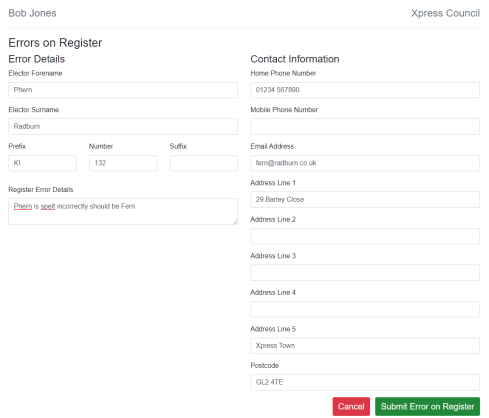 Bob Jones
Xpress Council
Errors on Register
Error Details
Elector Forename
Phern
Elector Surname
Radburn
Prefix Number Suffix
KI 132
Register Error Details
Phern is spelt incorrectly should be Fern
Contact Information
Home Phone Number
01234 567890
Mobile Phone Number
Email Address
fern@radburn.co.uk
Address Line 1
29 Barley Close
Address Line 2
Address Line 3
Address Line 4
Address Line 5
Xpress Town
Postcode
GL2 4TE
Cancel
Submit Error on Register